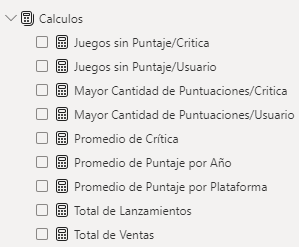 Calculos
Juegos sin Puntaje/Critica
Juegos sin Puntaje/Usuario
Mayor Cantidad de Puntuaciones/Critica
Mayor Cantidad de Puntuaciones/Usuario
Promedio de Crítica
Promedio de Puntaje por Año
Promedio de Puntaje por Plataforma
Total de Lanzamientos
Total de Ventas